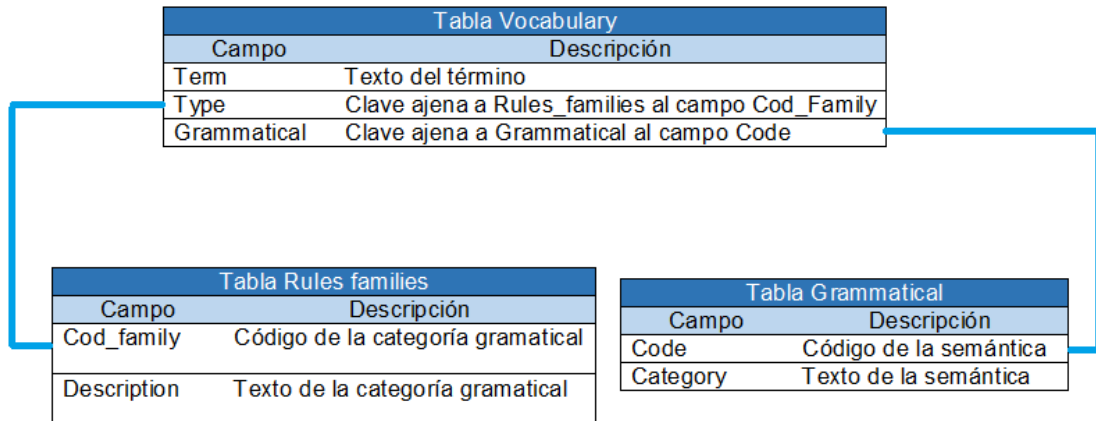 Tabla Vocabulary
Campo Descripción
Term Texto del término
Type Clave ajena a Rules_families al campo Cod_Family
Grammatical Clave ajena a Grammatical al campo Code
Tabla Rules families
Campo Descripción
Cod_family Código de la categoría gramatical
Description Texto de la categoría gramatical
Tabla Grammatical
Campo Descripción
Code Código de la semántica
Category Texto de la semántica